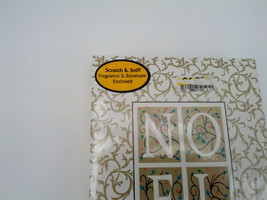 Scratch & Sniff
Fragrance & Envelope
Enclosed
NO
EL